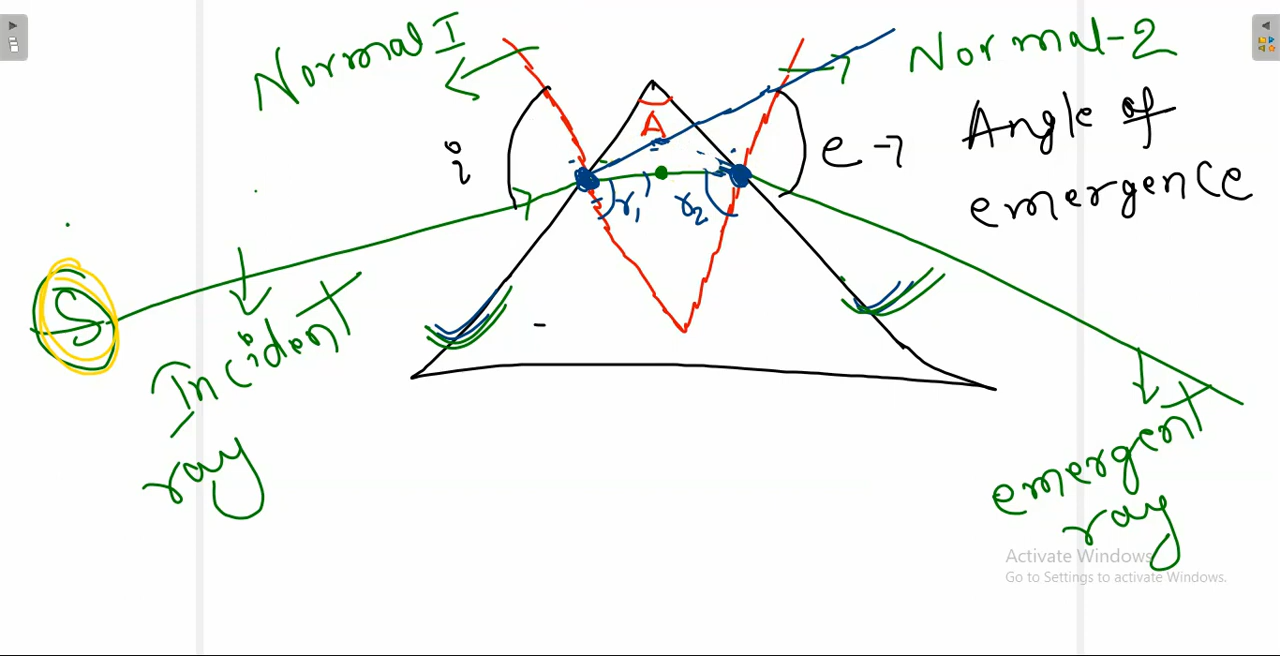 Normal I
Normal-2
A
i
e → Angle of
emergence
r₁
r₂
S
Incident
ray
emergent
ray
Activate Windows
Go to Settings to activate Windows.